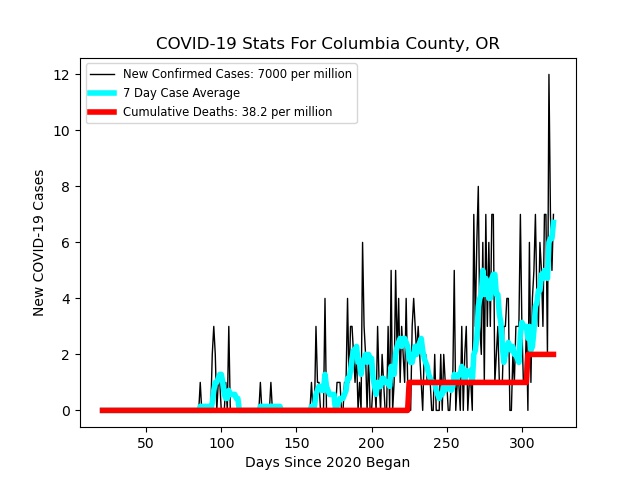 COVID-19 Stats For Columbia County, OR
New Confirmed Cases: 7000 per million
7 Day Case Average
Cumulative Deaths: 38.2 per million
12
10
8
6
4
2
0
New COVID-19 Cases
50 100 150 200 250 300
Days Since 2020 Began